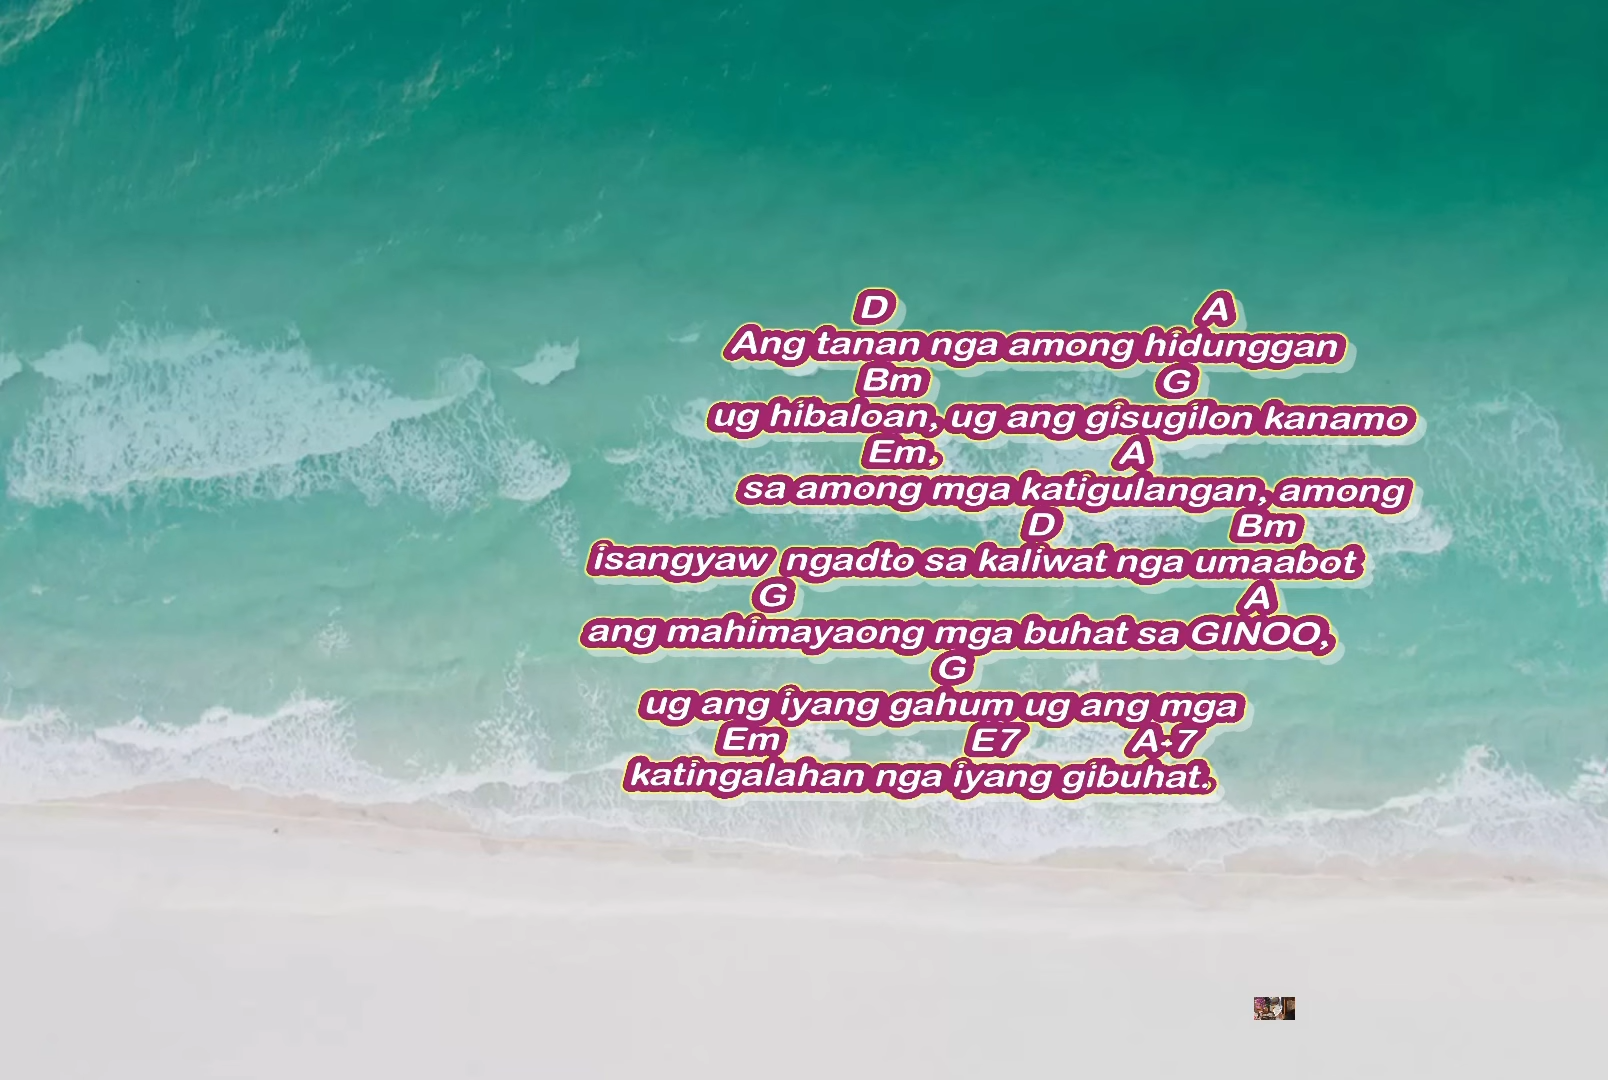 D A
Ang tanan nga among hidunggan
Bm G
ug hibaloan, ug ang gisugilon kanamo
Em, A
sa among mga katigulangan, among
D Bm
isangyaw ngadto sa kaliwat nga umaabot
G A
ang mahimayaong mga buhat sa GINOO,
G
ug ang iyang gahum ug ang mga
Em E7 A+7
katingalahan nga iyang gibuhat.